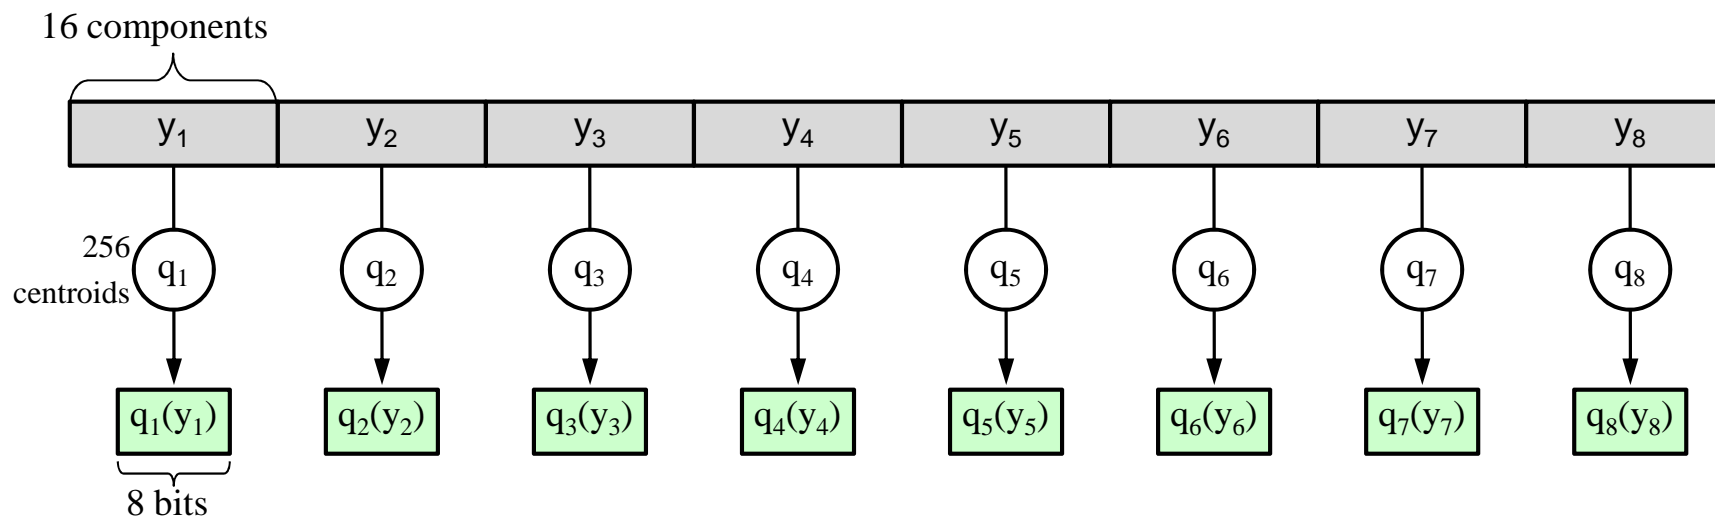 16 components
y₁ y₂ y₃ y₄ y₅ y₆ y₇ y₈
256
centroids
q₁ q₂ q₃ q₄ q₅ q₆ q₇ q₈
q₁(y₁) q₂(y₂) q₃(y₃) q₄(y₄) q₅(y₅) q₆(y₆) q₇(y₇) q₈(y₈)
8 bits